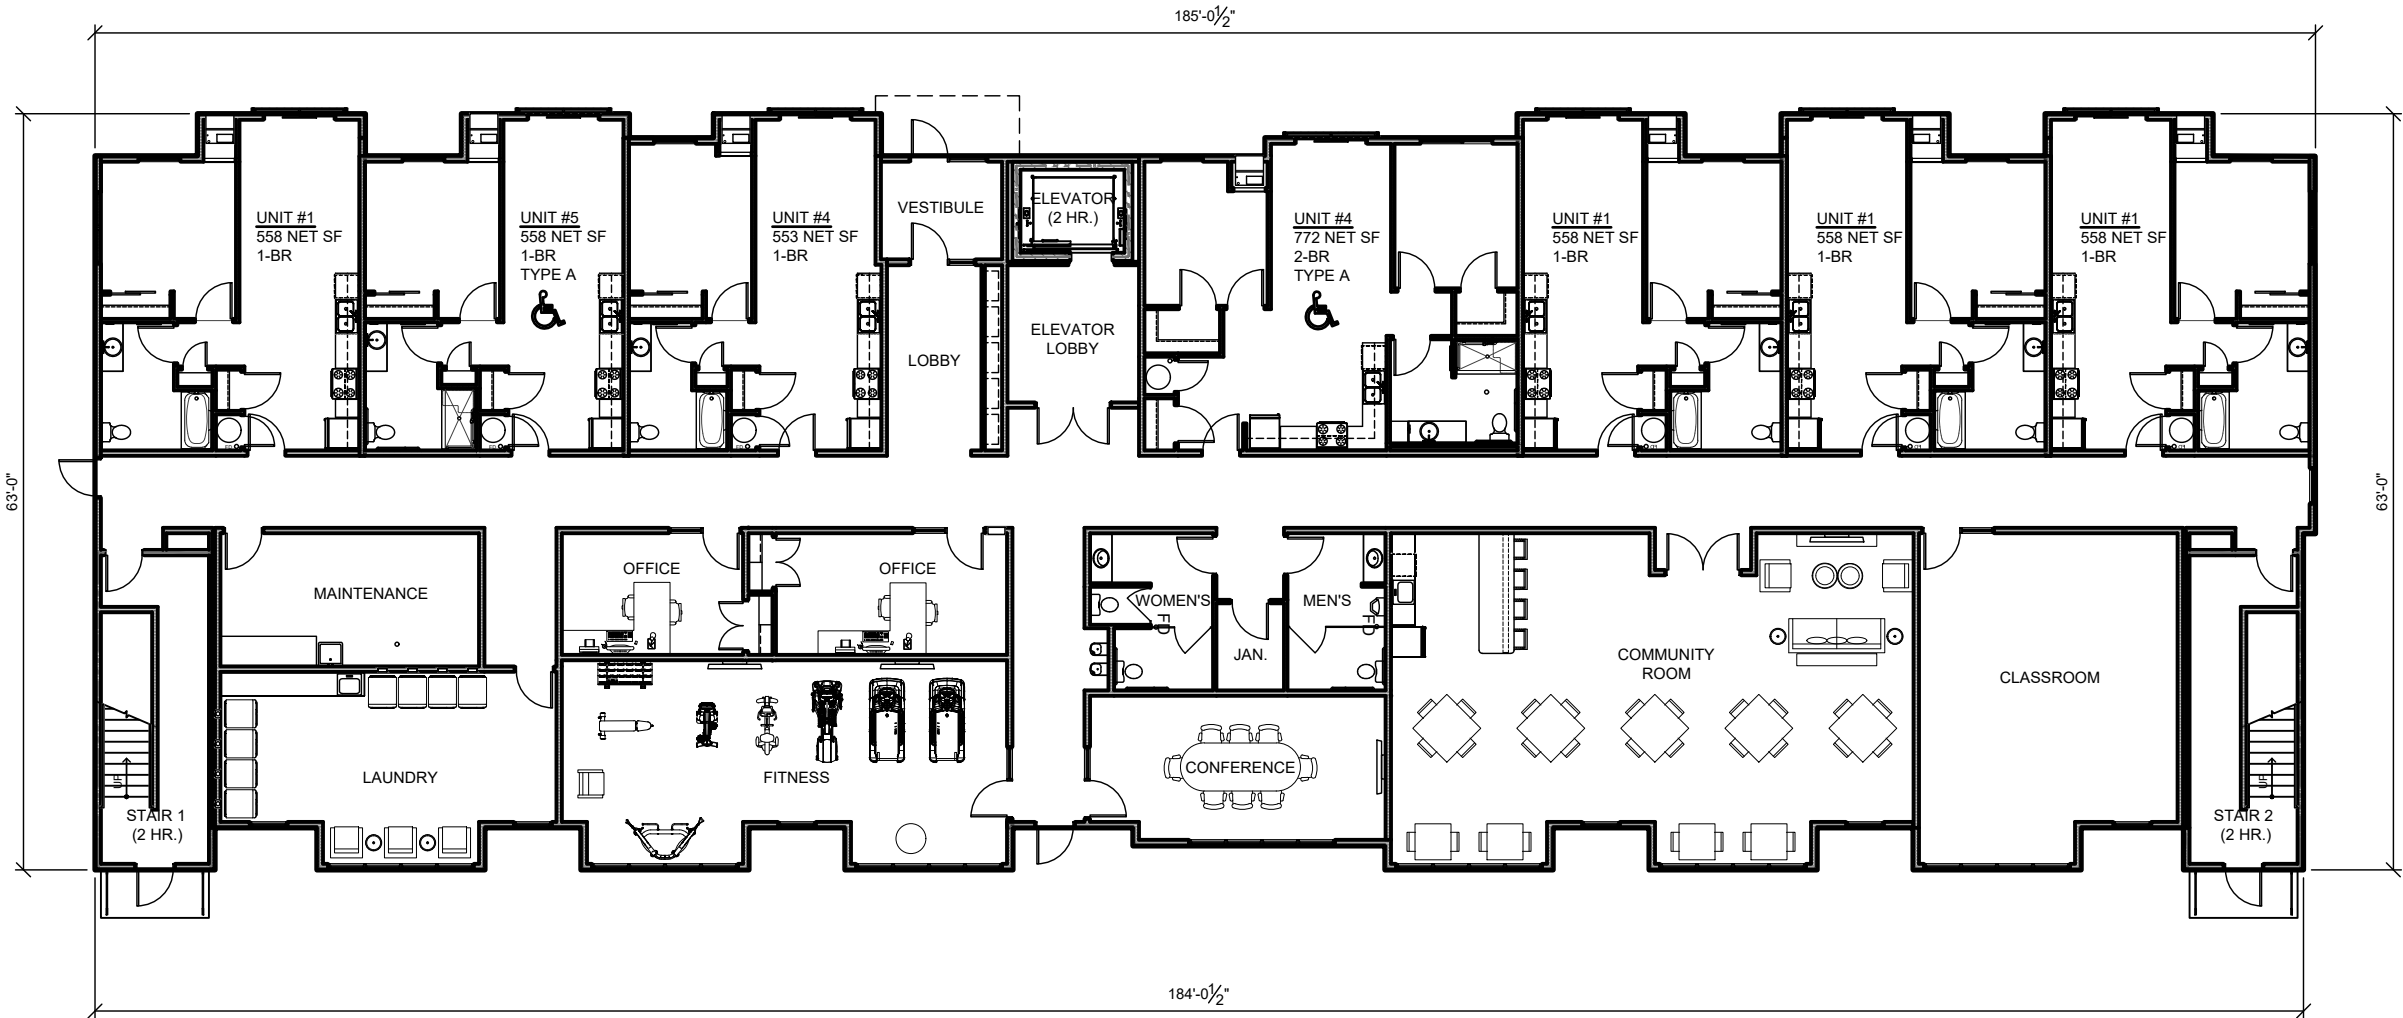 185'-0½"
UNIT #1
558 NET SF
1-BR
UNIT #5
558 NET SF
1-BR
TYPE A
UNIT #4
553 NET SF
1-BR
VESTIBULE
ELEVATOR
(2 HR.)
UNIT #4
772 NET SF
2-BR
TYPE A
UNIT #1
558 NET SF
1-BR
UNIT #1
558 NET SF
1-BR
UNIT #1
558 NET SF
1-BR
LOBBY
ELEVATOR
LOBBY
63'-0"
63'-0"
MAINTENANCE
OFFICE
OFFICE
WOMEN'S
FD
JAN.
MEN'S
FD
COMMUNITY
ROOM
CLASSROOM
LAUNDRY
FITNESS
CONFERENCE
UP
STAIR 1
(2 HR.)
UP
STAIR 2
(2 HR.)
184'-0½"